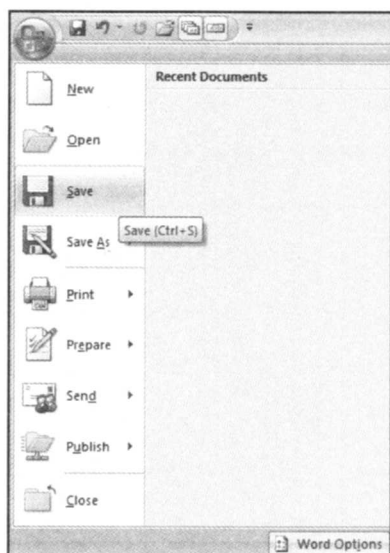 Recent Documents
New
Open
Save
Save (Ctrl+S)
Save As
Print
Prepare
Send
Publish
Close
Word Options